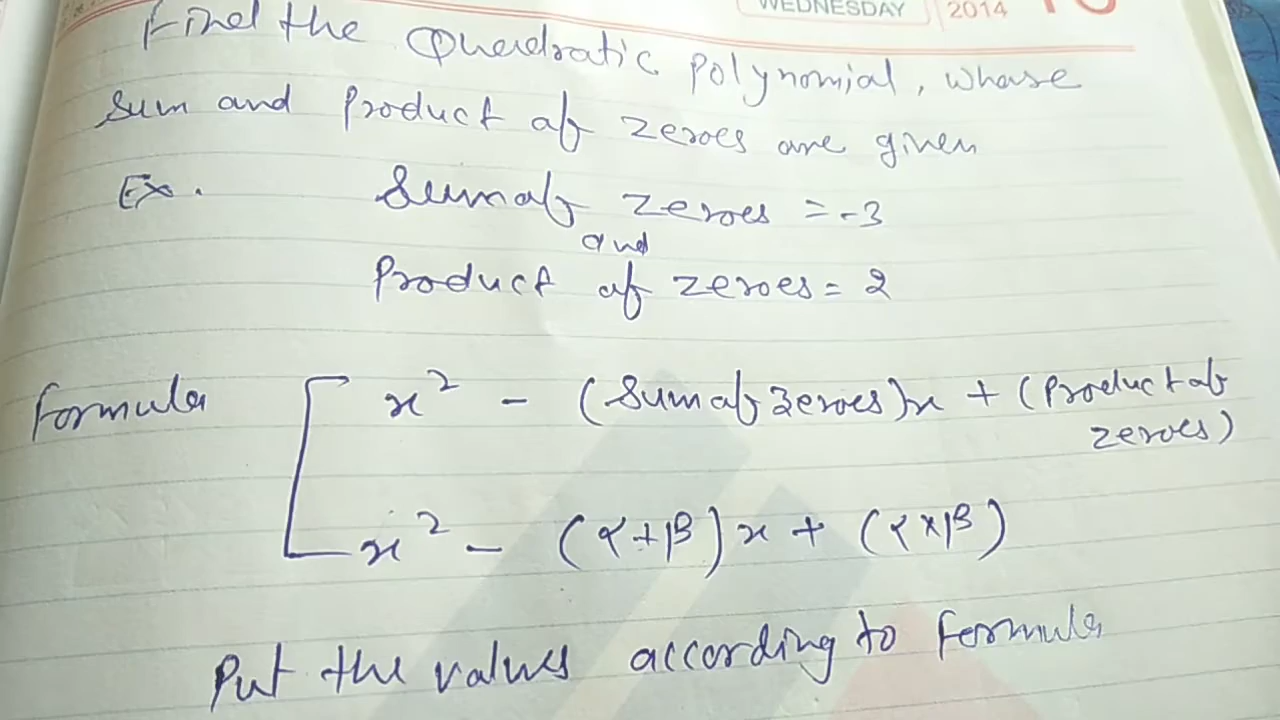 WEDNESDAY 2014
Find the Quadratic Polynomial, whose
Sum and Product of zeroes are given
Ex. Sum of zeroes = -3
and
Product of zeroes = 2
Formula x² - (Sum of zeroes)x + (Product of
zeroes)
x² - (α+β)x + (α×β)
Put the values according to formula